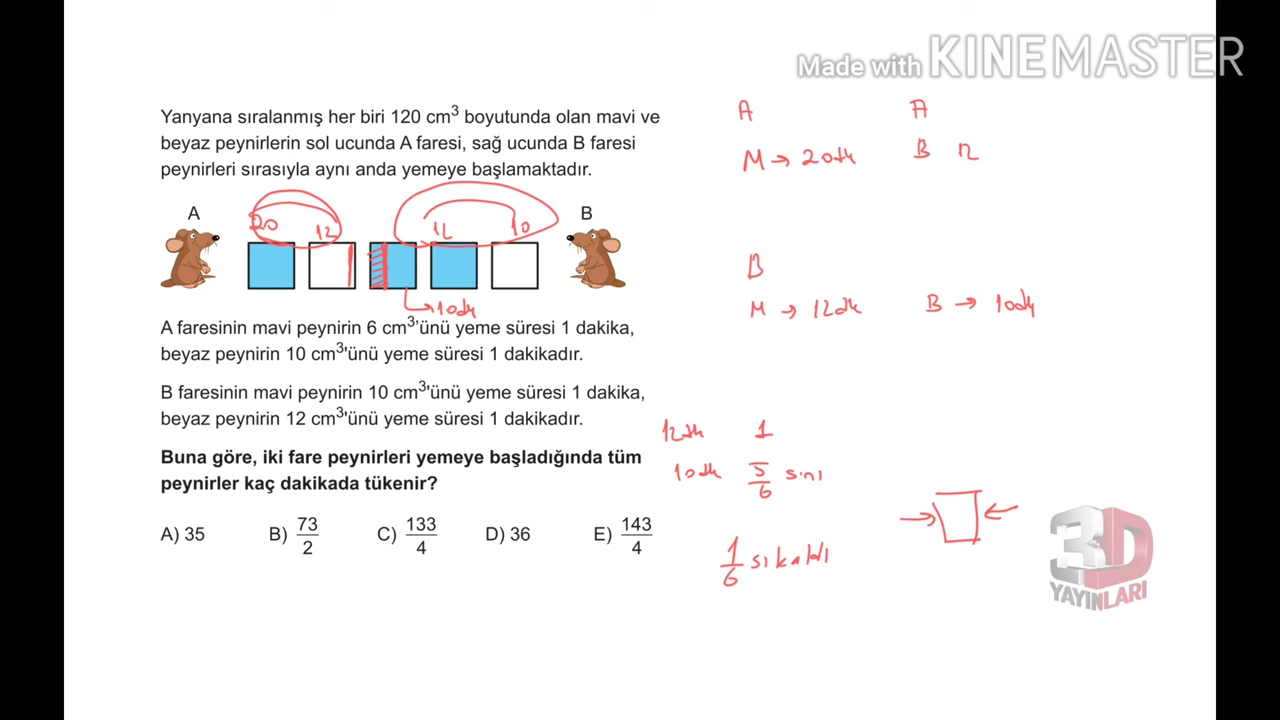 Made with KINEMASTER
Yanyana sıralanmış her biri 120 cm³ boyutunda olan mavi ve
beyaz peynirlerin sol ucunda A faresi, sağ ucunda B faresi
peynirleri sırasıyla aynı anda yemeye başlamaktadır.
A
B
20
12
12
10
→10dk
A faresinin mavi peynirin 6 cm³'ünü yeme süresi 1 dakika,
beyaz peynirin 10 cm³'ünü yeme süresi 1 dakikadır.
B faresinin mavi peynirin 10 cm³'ünü yeme süresi 1 dakika,
beyaz peynirin 12 cm³'ünü yeme süresi 1 dakikadır.
Buna göre, iki fare peynirleri yemeye başladığında tüm
peynirler kaç dakikada tükenir?
A) 35 B) 73/2 C) 133/4 D) 36 E) 143/4
A A
M → 20dk B 12
B
M → 12dk B → 10dk
12dk 1
10dk 5/6 sını
1/6 sı kaldı
3D
YAYINLARI